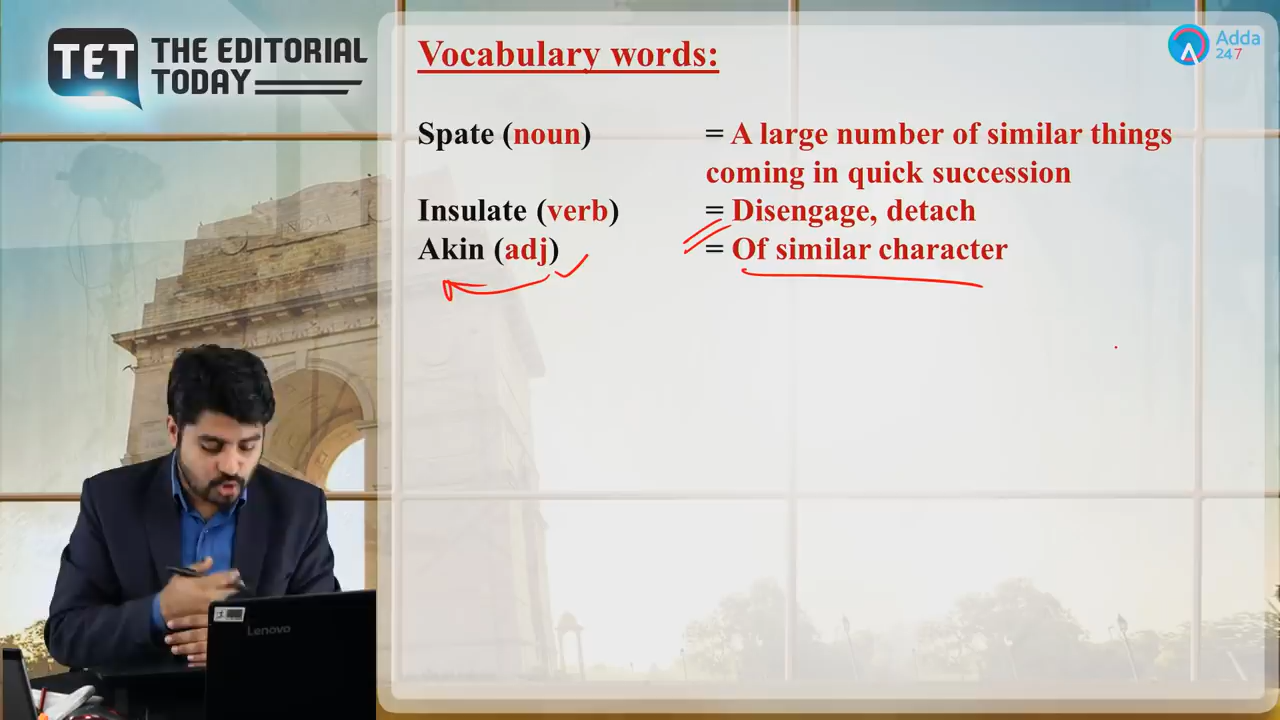 TET THE EDITORIAL
TODAY
Vocabulary words:
Adda
247
Spate (noun) = A large number of similar things
coming in quick succession
Insulate (verb) = Disengage, detach
Akin (adj) = Of similar character
Lenovo